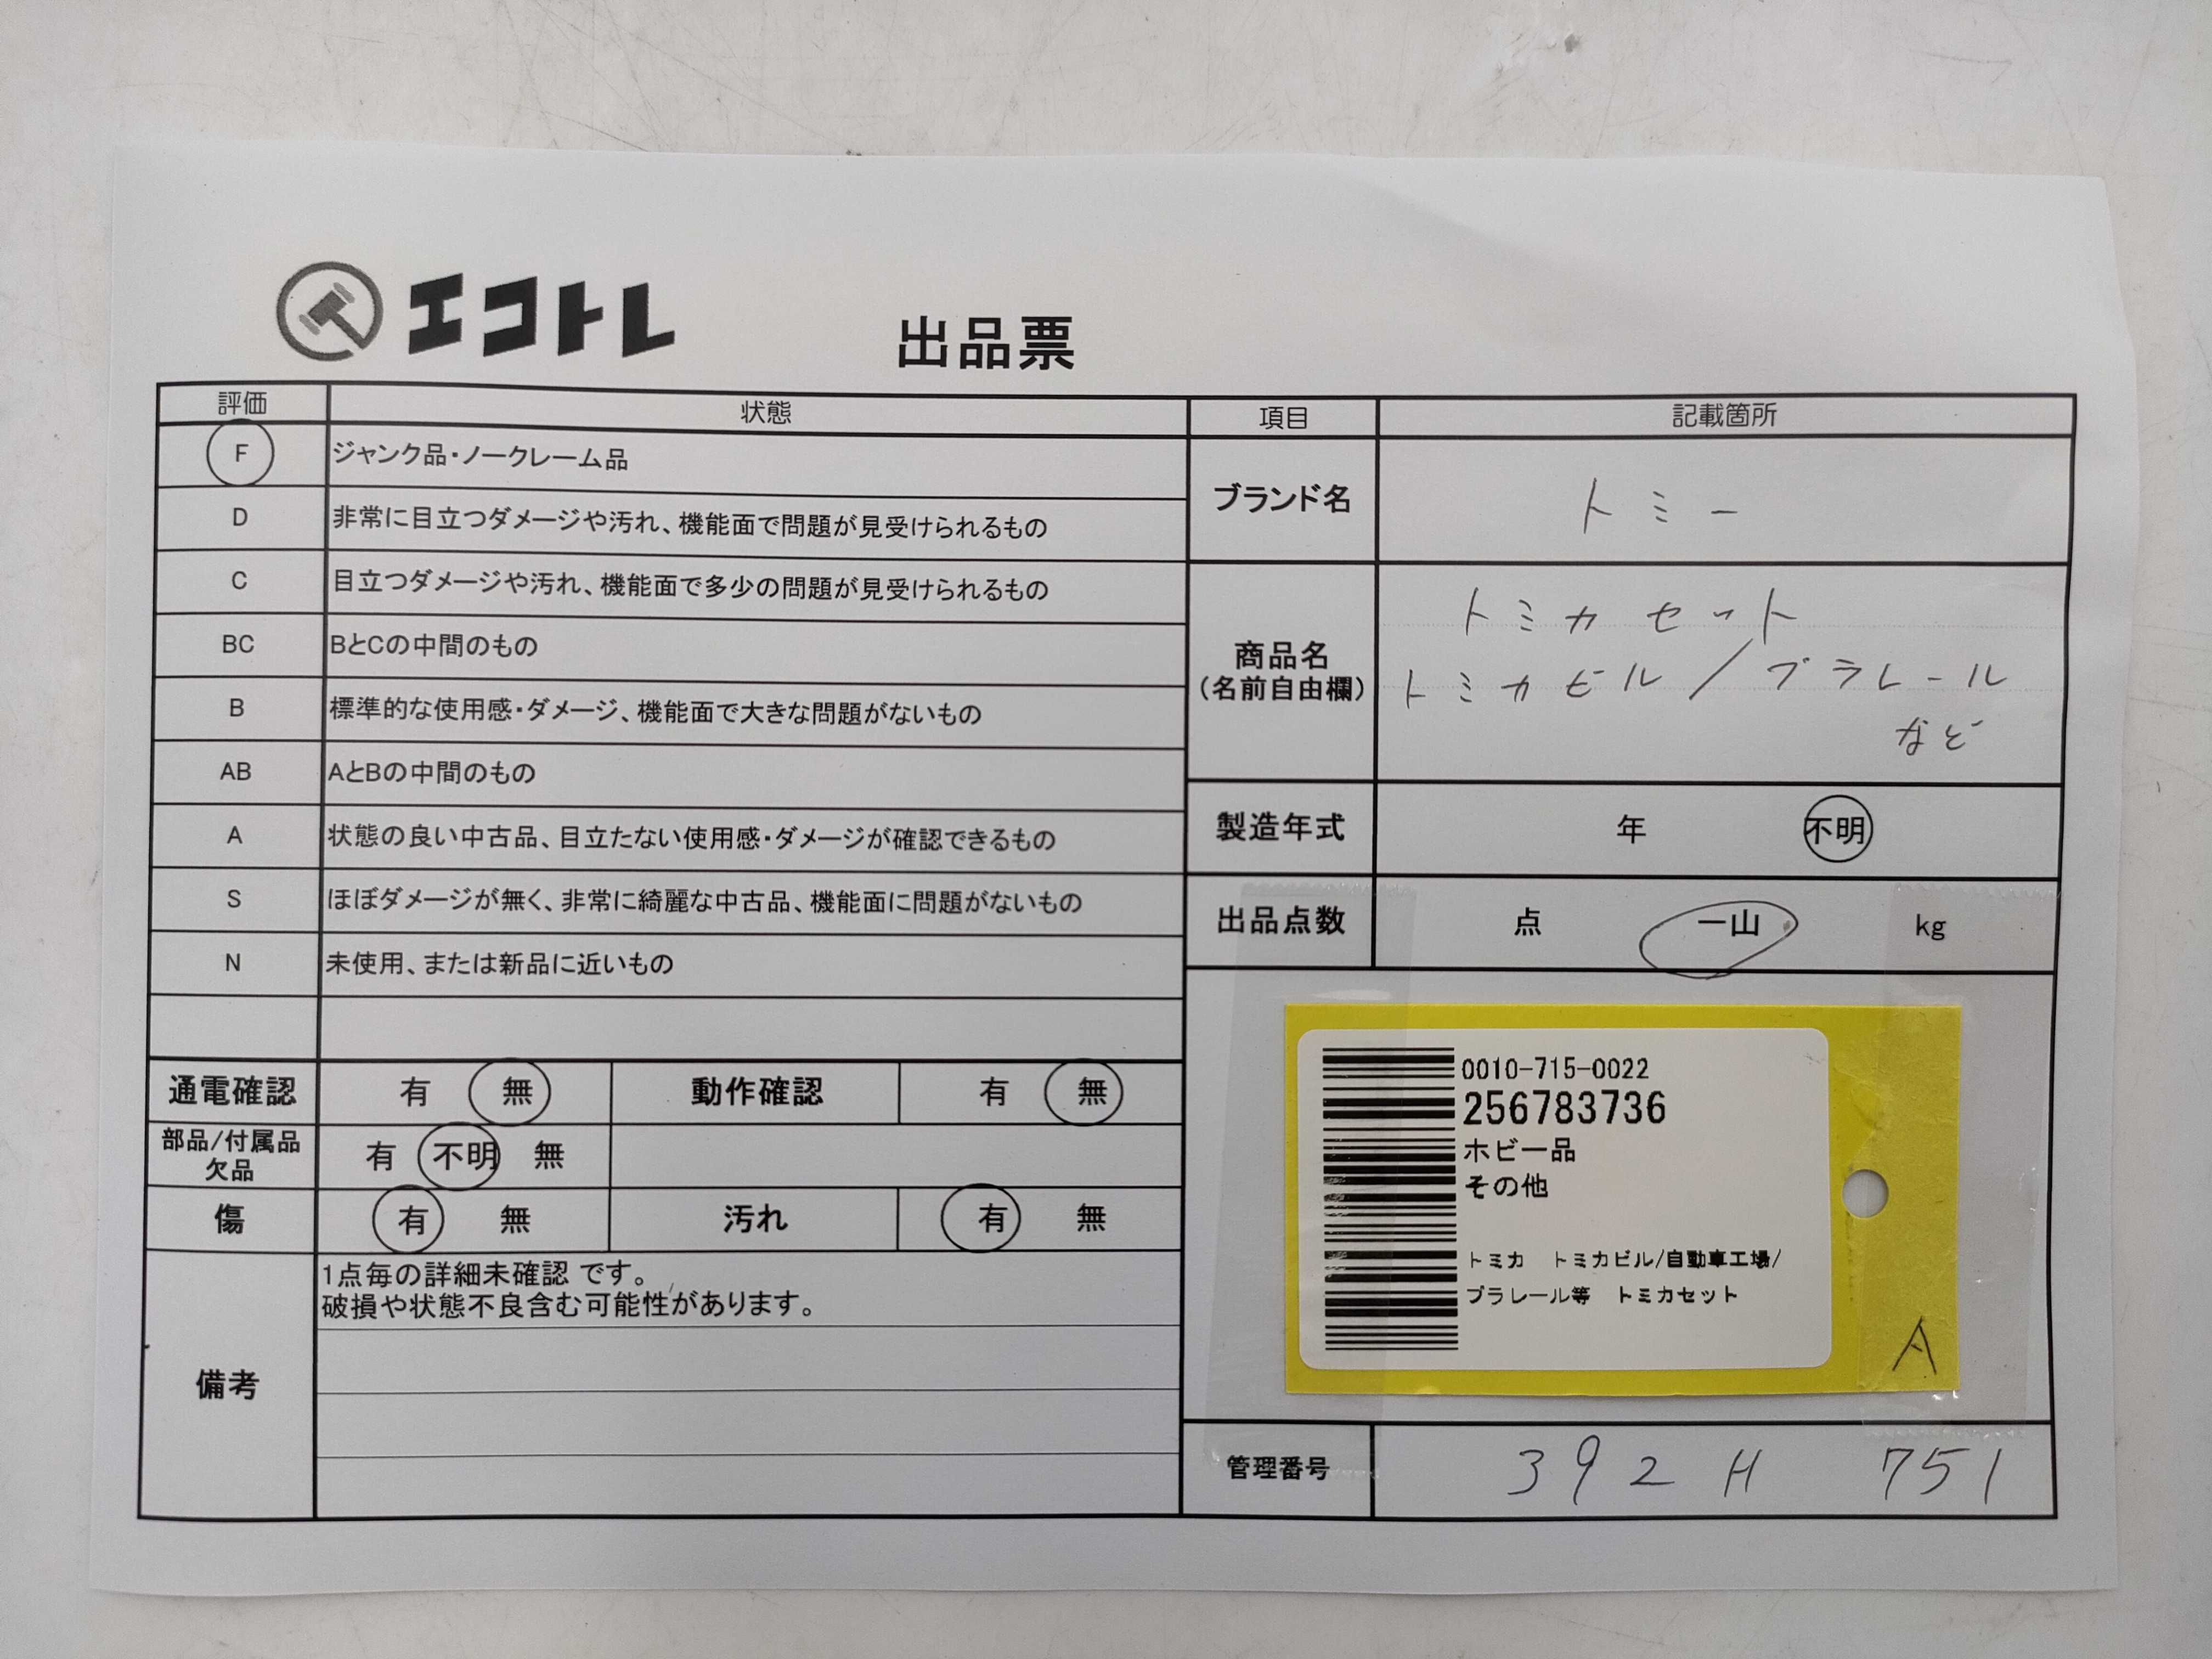 エコトレ
出品票
評価 状態
F ジャンク品・ノークレーム品
D 非常に目立つダメージや汚れ、機能面で問題が見受けられるもの
C 目立つダメージや汚れ、機能面で多少の問題が見受けられるもの
BC BとCの中間のもの
B 標準的な使用感・ダメージ、機能面で大きな問題がないもの
AB AとBの中間のもの
A 状態の良い中古品、目立たない使用感・ダメージが確認できるもの
S ほぼダメージが無く、非常に綺麗な中古品、機能面に問題がないもの
N 未使用、または新品に近いもの
通電確認 有 無 動作確認 有 無
部品/付属品
欠品
有 不明 無
傷 有 無 汚れ 有 無
備考
1点毎の詳細未確認 です。
破損や状態不良含む可能性があります。
項目 記載箇所
ブランド名 トミー
商品名
(名前自由欄)
トミカセット
トミカビル/プラレール
など
製造年式 年 不明
出品点数 点 一山 kg
0010-715-0022
256783736
ホビー品
その他
トミカ トミカビル/自動車工場/
プラレール等 トミカセット
A
管理番号 392H 751